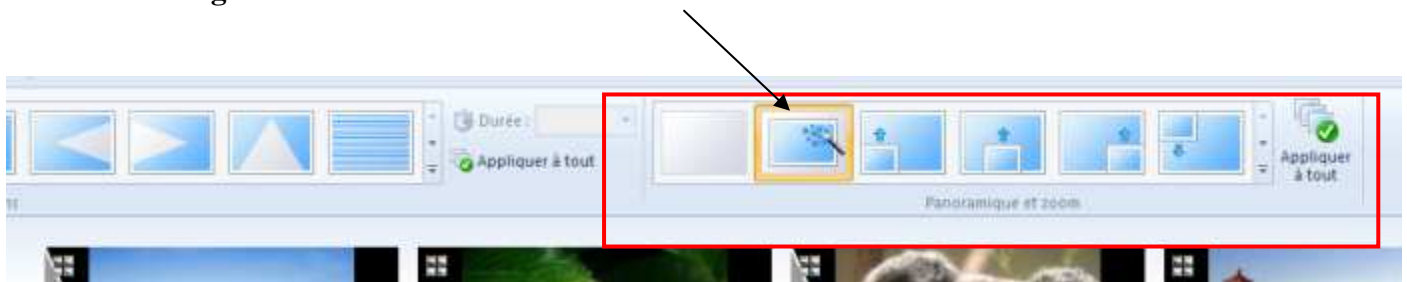 Durée :
Appliquer à tout
Appliquer
à tout
Panoramique et zoom